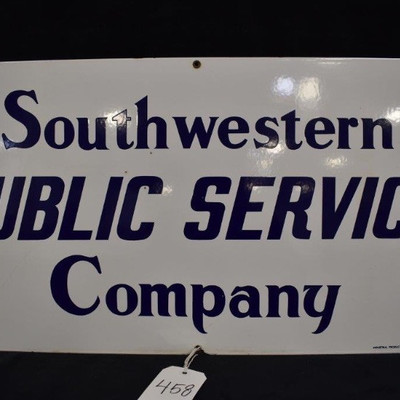 Southwestern
UBLIC SERVIC
Company
458